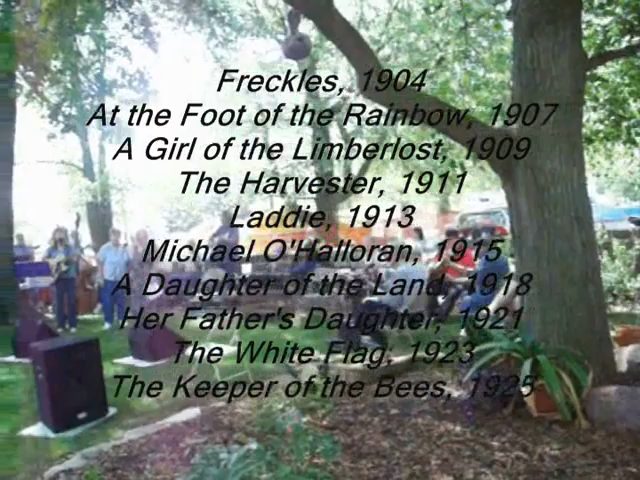 Freckles, 1904
At the Foot of the Rainbow, 1907
A Girl of the Limberlost, 1909
The Harvester, 1911
Laddie, 1913
Michael O'Halloran, 1915
A Daughter of the Land, 1918
Her Father's Daughter, 1921
The White Flag, 1923
The Keeper of the Bees, 1925